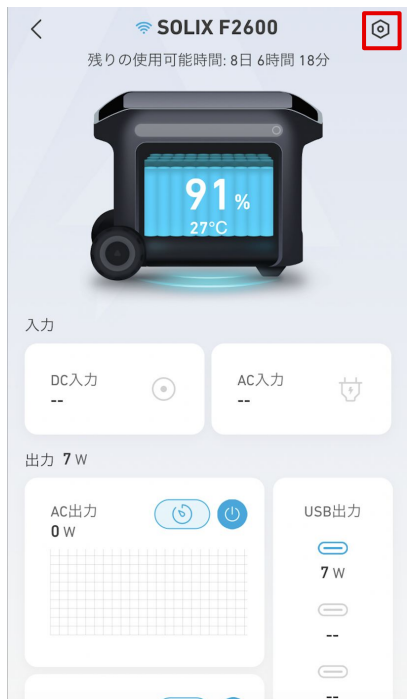 SOLIX F2600
残りの使用可能時間: 8日 6時間 18分
91%
27°C
入力
DC入力
--
AC入力
--
出力 7 W
AC出力
0 W
USB出力
7 W
--
--